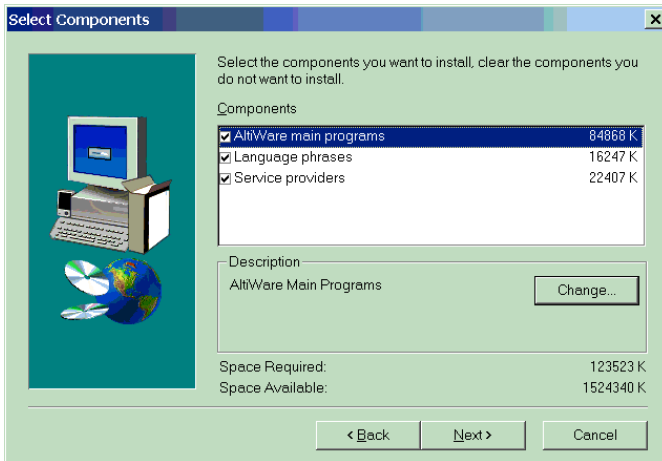 Select Components
Select the components you want to install, clear the components you
do not want to install.
Components
AltiWare main programs 84868 K
Language phrases 16247 K
Service providers 22407 K
Description
AltiWare Main Programs
Change...
Space Required: 123523 K
Space Available: 1524340 K
< Back Next > Cancel